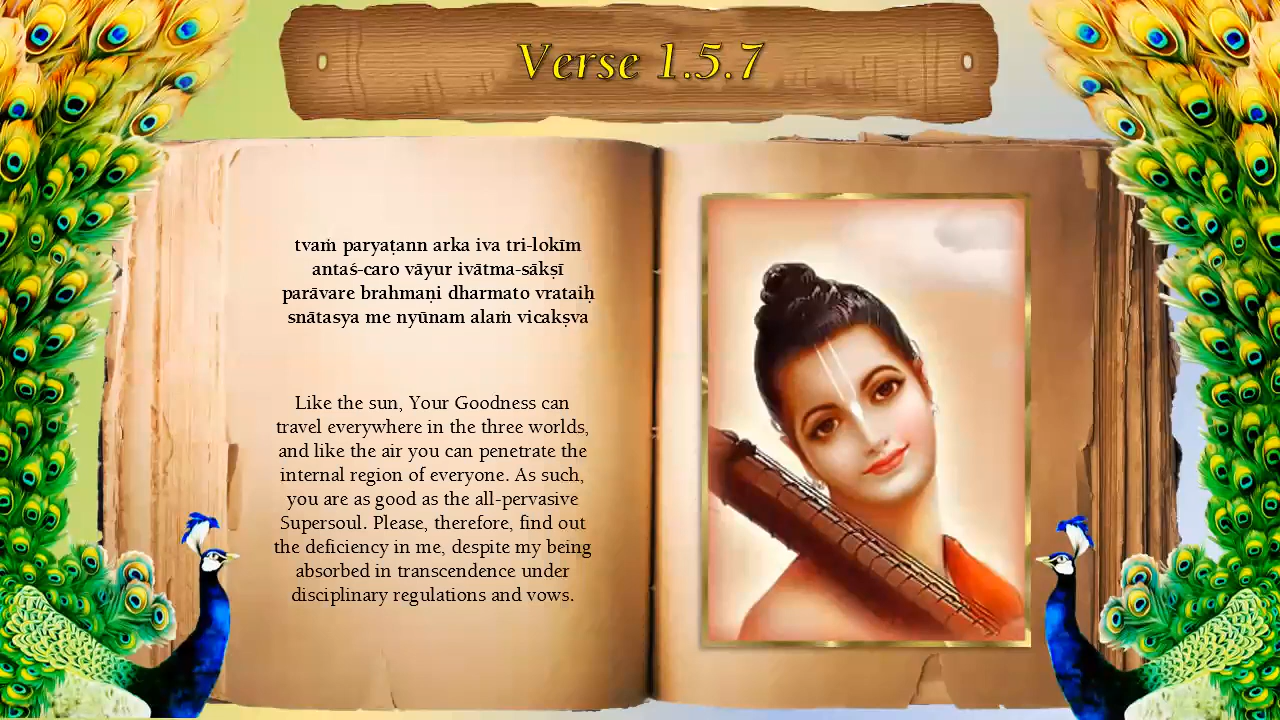 Verse 1.5.7
tvaṁ paryaṭann arka iva tri-lokīm
antaś-caro vāyur ivātma-sākṣī
parāvare brahmaṇi dharmato vrataiḥ
snātasya me nyūnam alaṁ vicakṣva
Like the sun, Your Goodness can
travel everywhere in the three worlds,
and like the air you can penetrate the
internal region of everyone. As such,
you are as good as the all-pervasive
Supersoul. Please, therefore, find out
the deficiency in me, despite my being
absorbed in transcendence under
disciplinary regulations and vows.